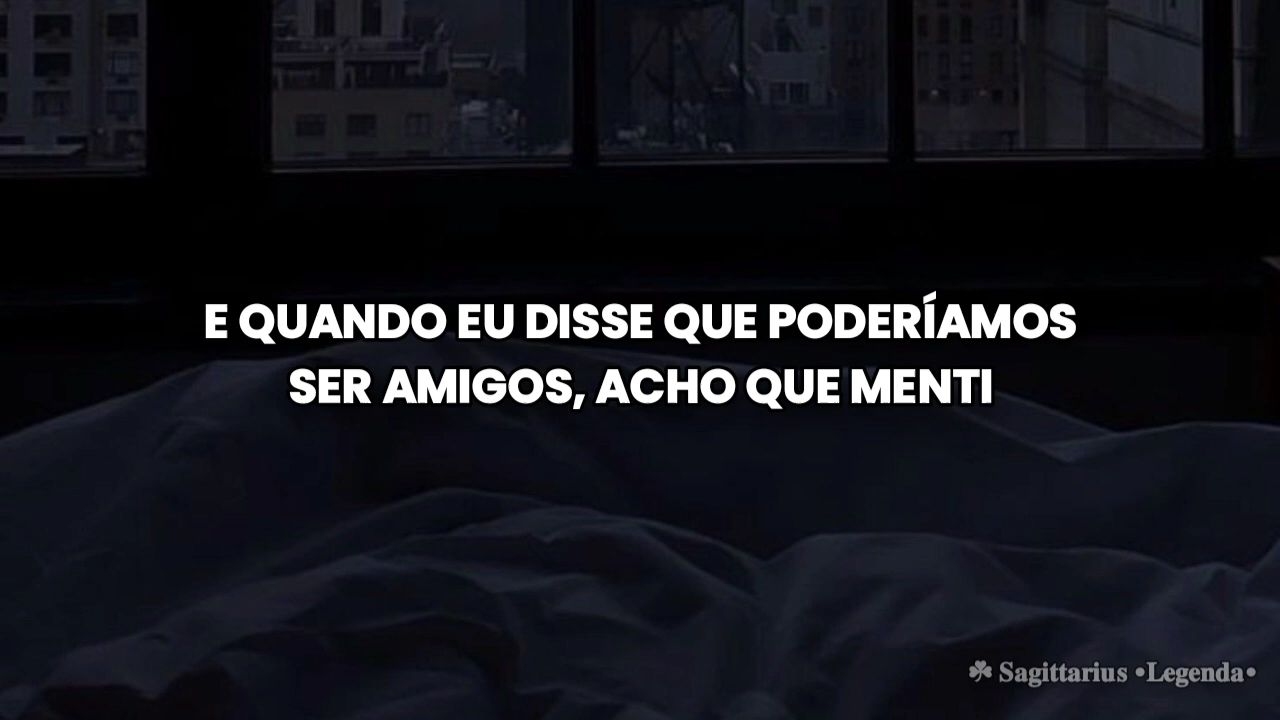 E QUANDO EU DISSE QUE PODERÍAMOS
SER AMIGOS, ACHO QUE MENTI
☘ Sagittarius •Legenda•